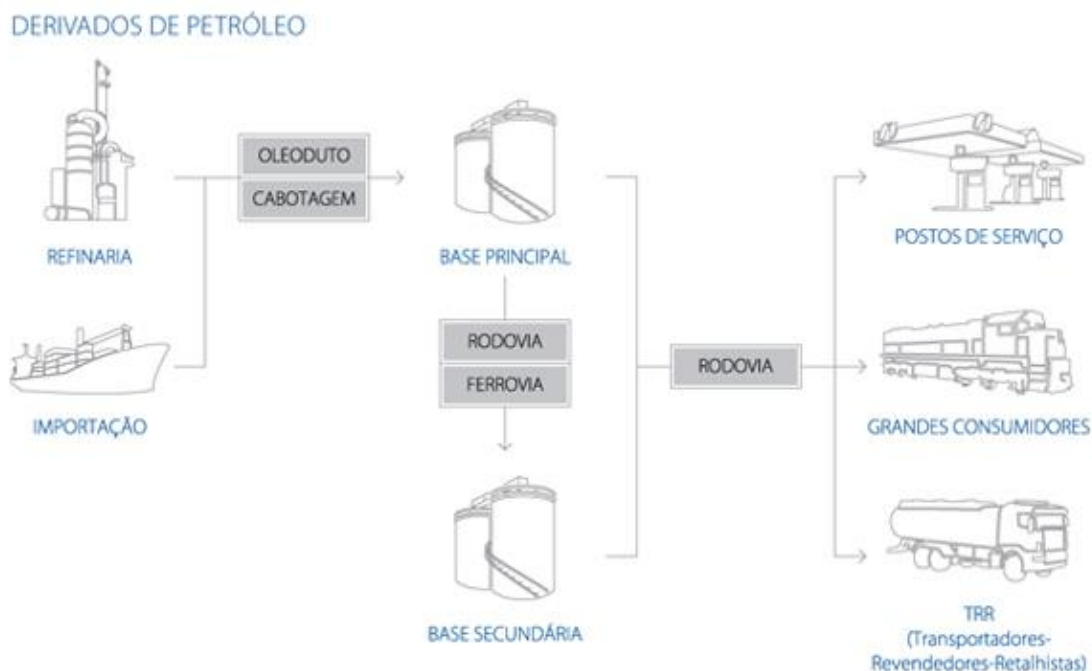 DERIVADOS DE PETRÓLEO
OLEODUTO
CABOTAGEM
REFINARIA
BASE PRINCIPAL
POSTOS DE SERVIÇO
RODOVIA
FERROVIA
RODOVIA
IMPORTAÇÃO
GRANDES CONSUMIDORES
BASE SECUNDÁRIA
TRR
(Transportadores-
Revendedores-Retalhistas)